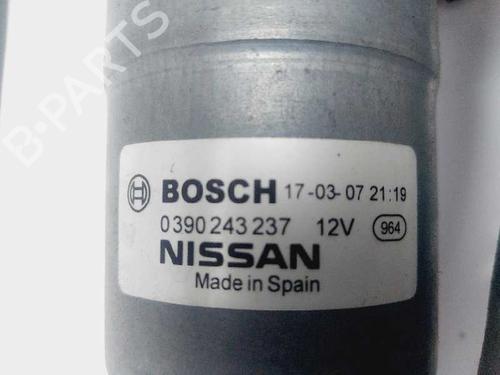 B-PARTS
BOSCH 17-03-07 21:19
0 390 243 237 12V 964
NISSAN
Made in Spain